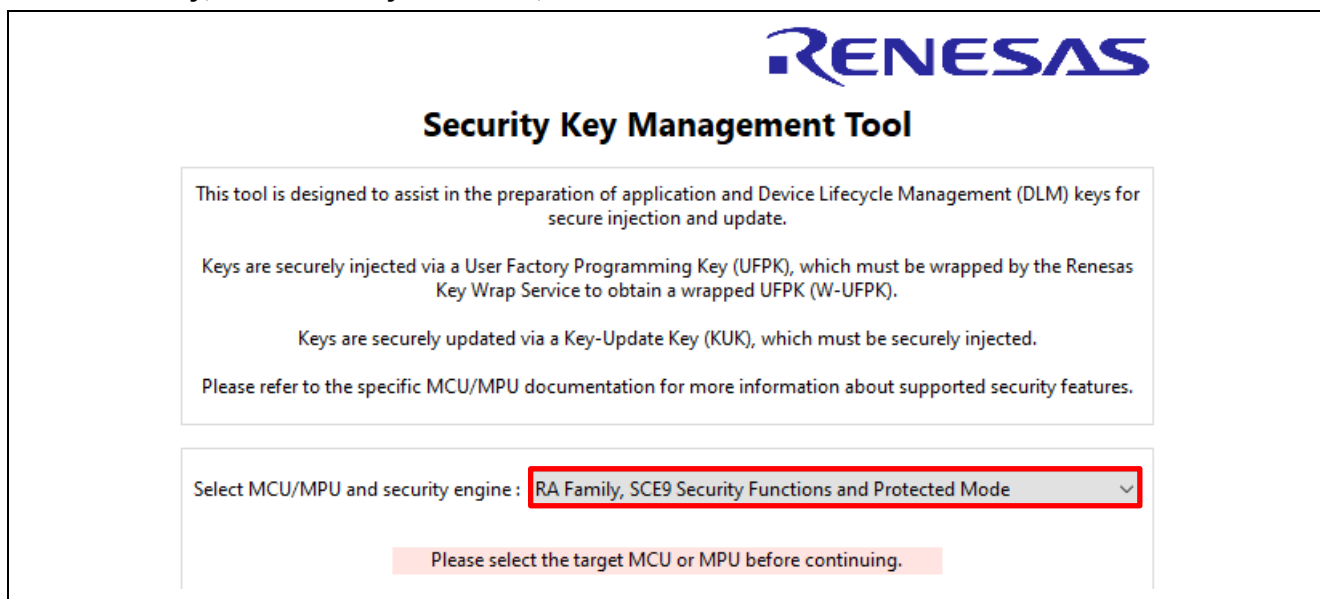 RENESAS
Security Key Management Tool
This tool is designed to assist in the preparation of application and Device Lifecycle Management (DLM) keys for
secure injection and update.
Keys are securely injected via a User Factory Programming Key (UFPK), which must be wrapped by the Renesas
Key Wrap Service to obtain a wrapped UFPK (W-UFPK).
Keys are securely updated via a Key-Update Key (KUK), which must be securely injected.
Please refer to the specific MCU/MPU documentation for more information about supported security features.
Select MCU/MPU and security engine : RA Family, SCE9 Security Functions and Protected Mode
Please select the target MCU or MPU before continuing.